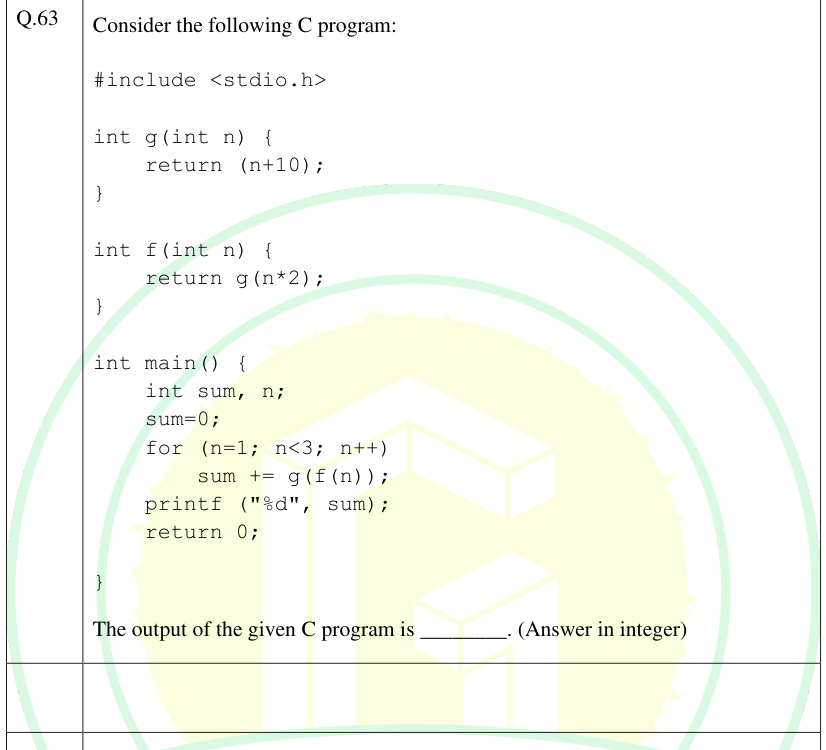 Q.63
Consider the following C program:
#include <stdio.h>
int g(int n) {
    return (n+10);
}
int f(int n) {
    return g(n*2);
}
int main() {
    int sum, n;
    sum=0;
    for (n=1; n<3; n++)
        sum += g(f(n));
    printf ("%d", sum);
    return 0;
}
The output of the given C program is ________. (Answer in integer)